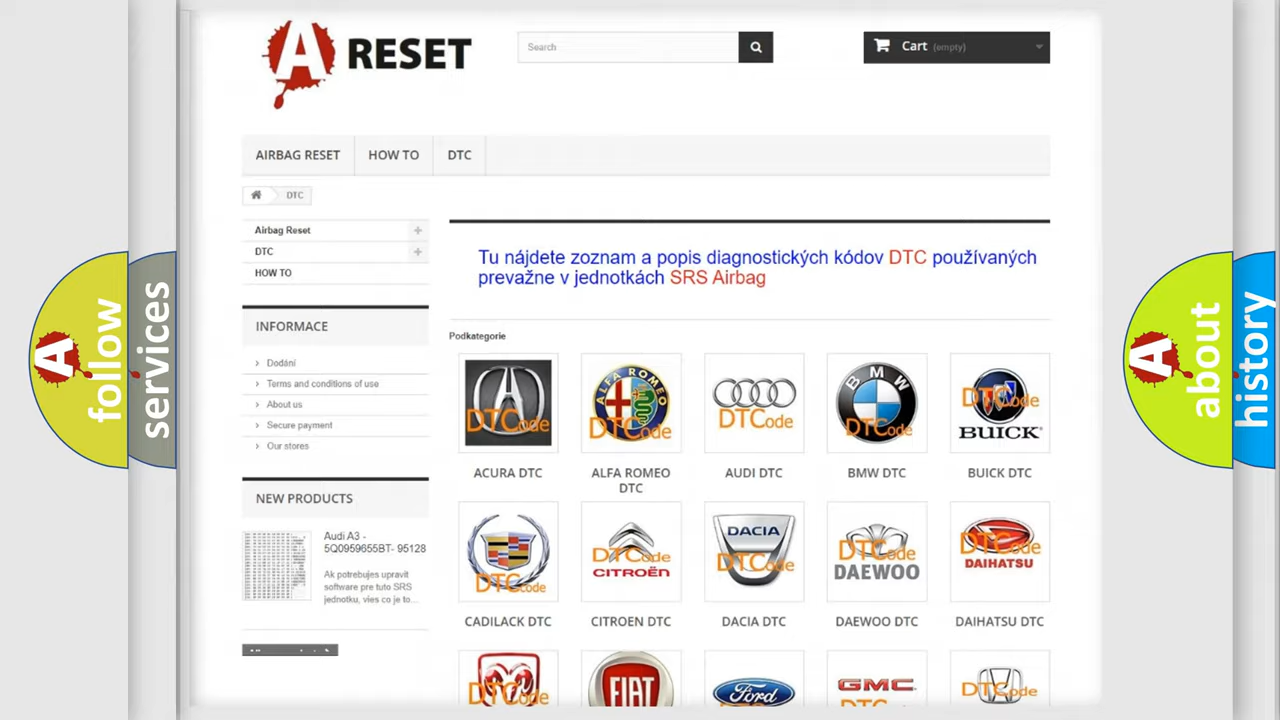 A RESET
Search
Cart (empty)
AIRBAG RESET
HOW TO
DTC
DTC
Airbag Reset
DTC
HOW TO
INFORMACE
Dodání
Terms and conditions of use
About us
Secure payment
Our stores
NEW PRODUCTS
Audi A3 -
5Q0959655BT- 95128
Ak potrebujes upravit
software pre tuto SRS
jednotku, vies co je to...
Tu nájdete zoznam a popis diagnostických kódov DTC používaných
prevažne v jednotkách SRS Airbag
Podkategorie
DTCode
ALFA ROMEO
DTCode
DTCode
BMW
DTCode
DTCode
BUICK
ACURA DTC
ALFA ROMEO
DTC
AUDI DTC
BMW DTC
BUICK DTC
DTCode
DTCode
CITROËN
DACIA
DTCode
DTCode
DAEWOO
DTCode
DAIHATSU
CADILACK DTC
CITROEN DTC
DACIA DTC
DAEWOO DTC
DAIHATSU DTC
DTCode
FIAT
Ford
GMC
DTCode
A
follow
services
A
about
history